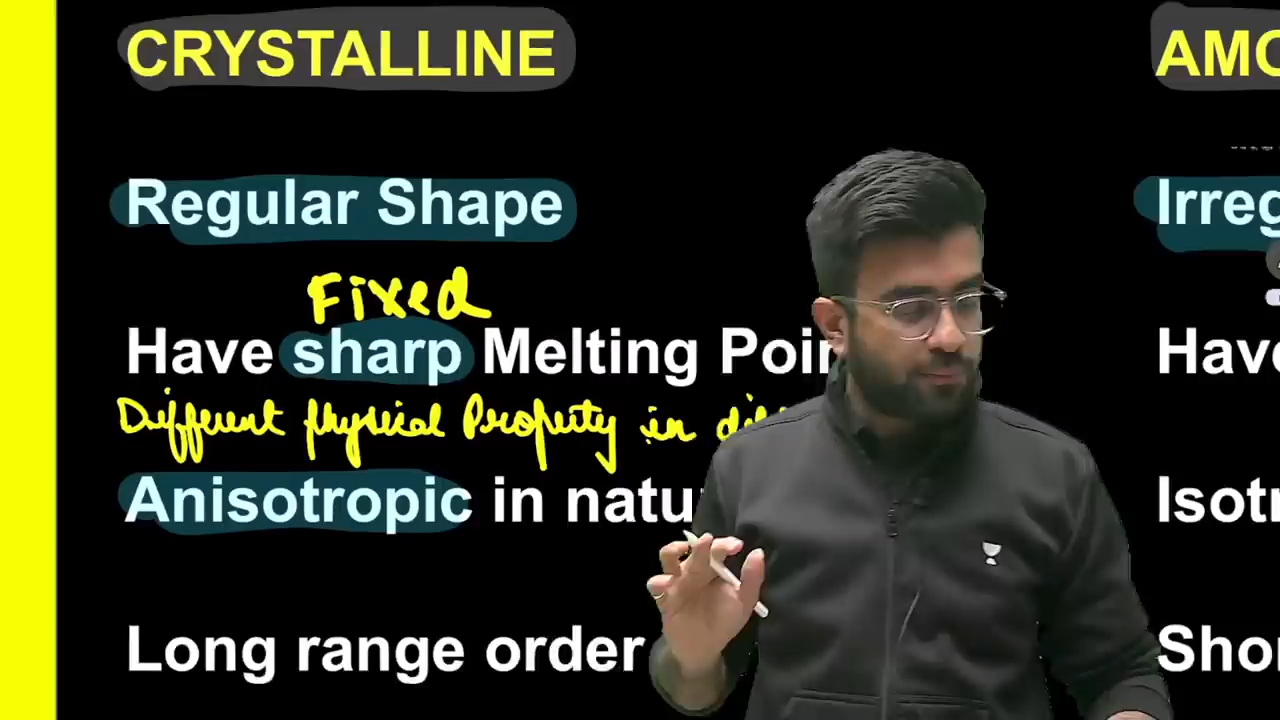 CRYSTALLINE AMO
Regular Shape Irreg
Fixed
Have sharp Melting Poin Have
Different physical Property in
Anisotropic in natu Isotr
Long range order Shor